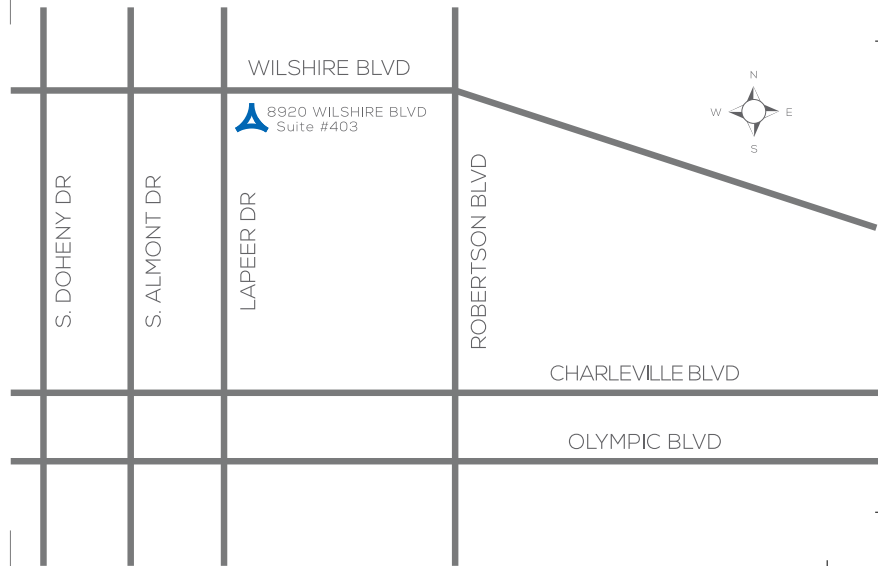 WILSHIRE BLVD
8920 WILSHIRE BLVD
Suite #403
N
W
E
S
S. DOHENY DR
S. ALMONT DR
LAPEER DR
ROBERTSON BLVD
CHARLEVILLE BLVD
OLYMPIC BLVD